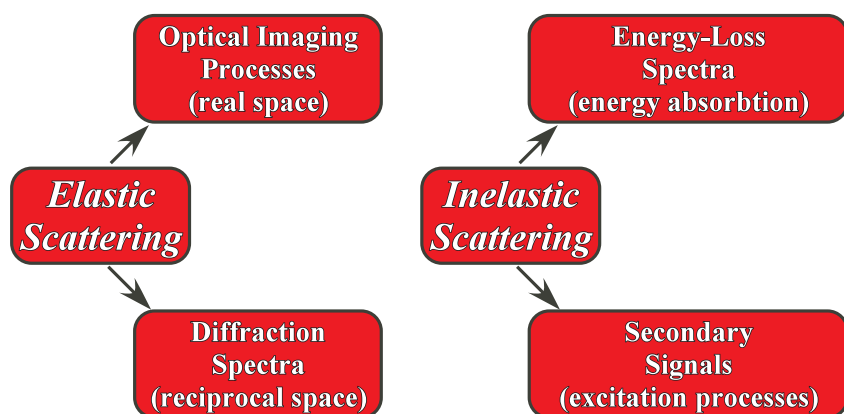 Optical Imaging
Processes
(real space)
Energy-Loss
Spectra
(energy absorbtion)
Elastic
Scattering
Inelastic
Scattering
Diffraction
Spectra
(reciprocal space)
Secondary
Signals
(excitation processes)